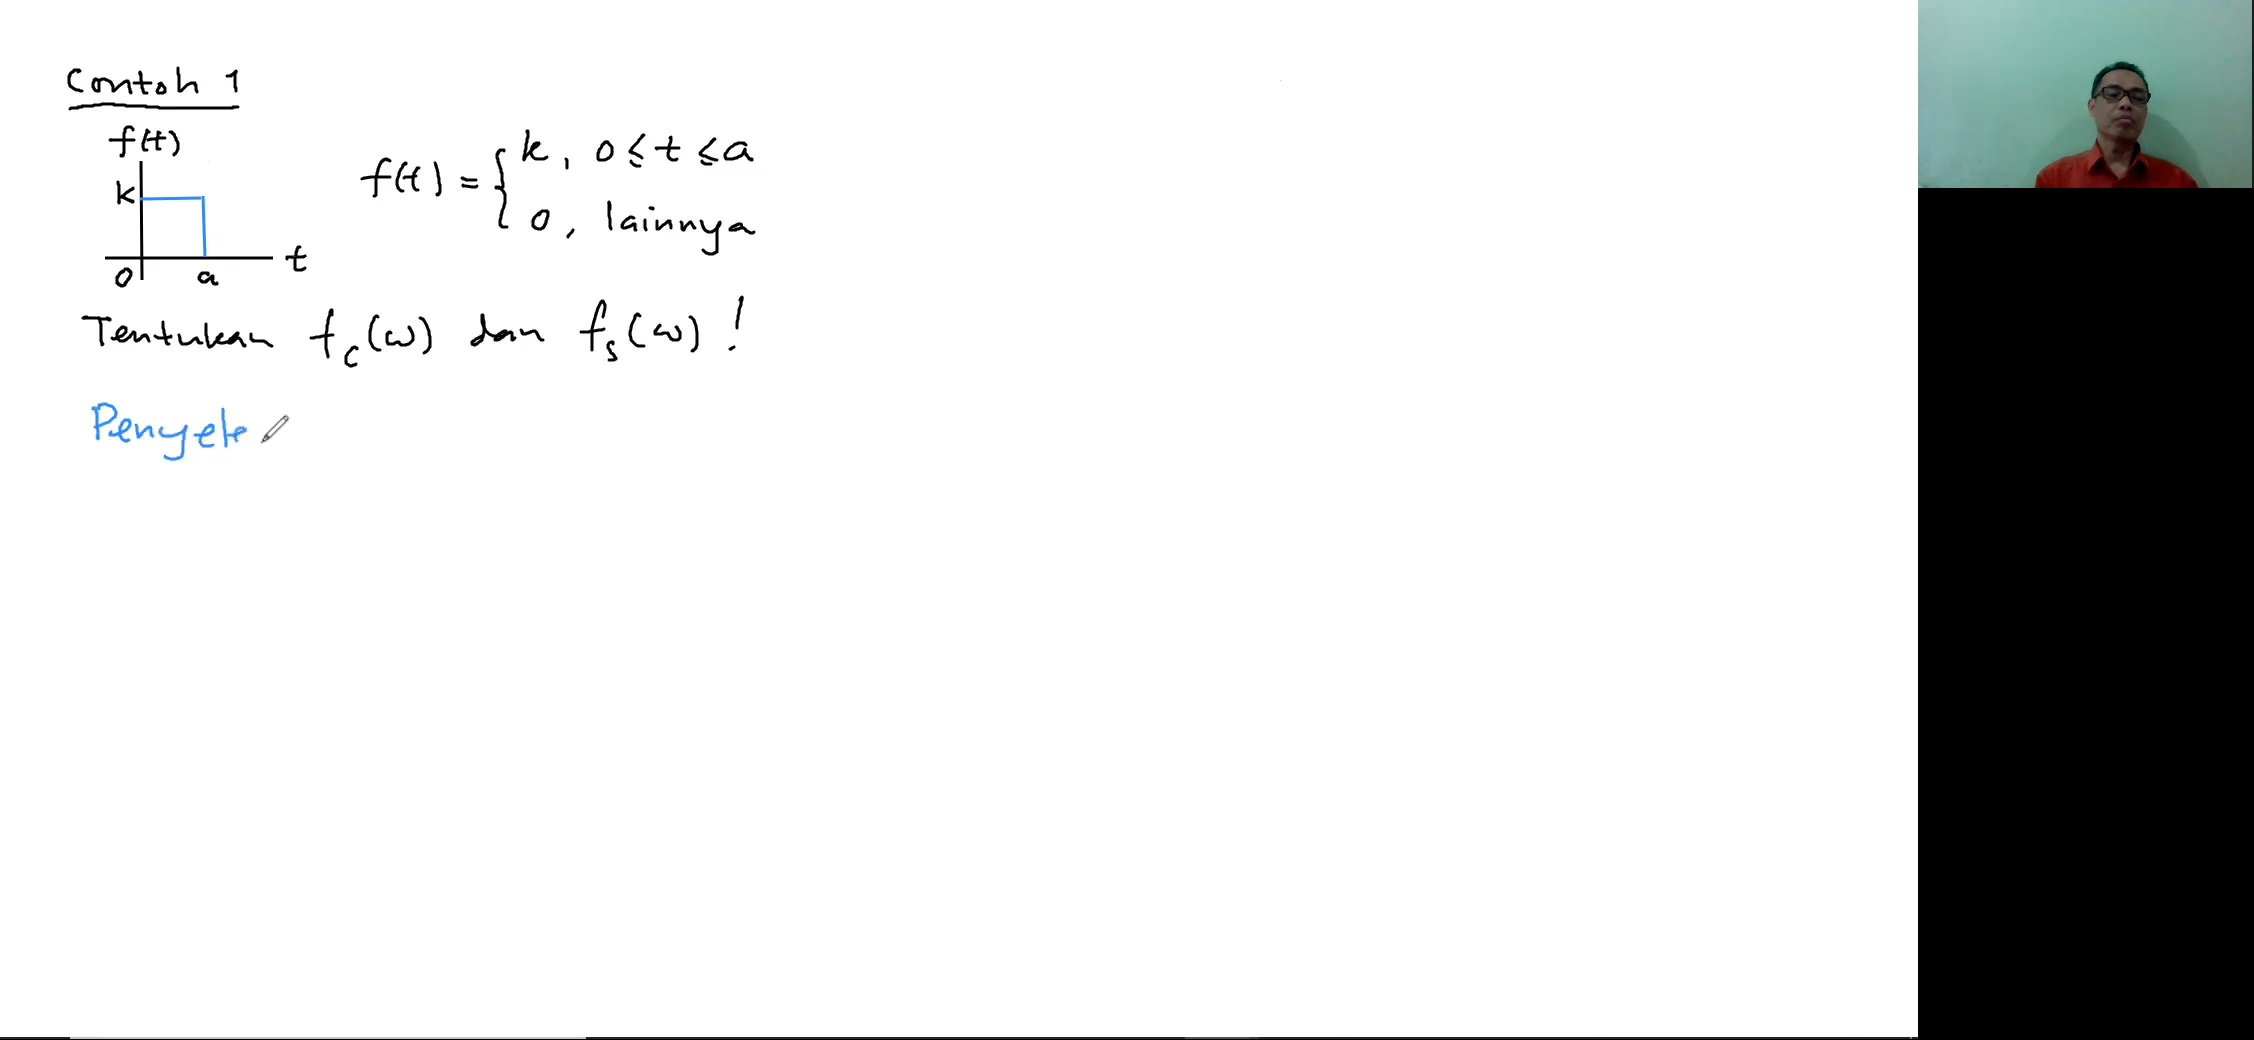 Contoh 1
f(t)
k
0 a t
f(t) = { k, 0 ≤ t ≤ a
0, lainnya
Tentukan f_c(ω) dan f_s(ω) !
Penyele